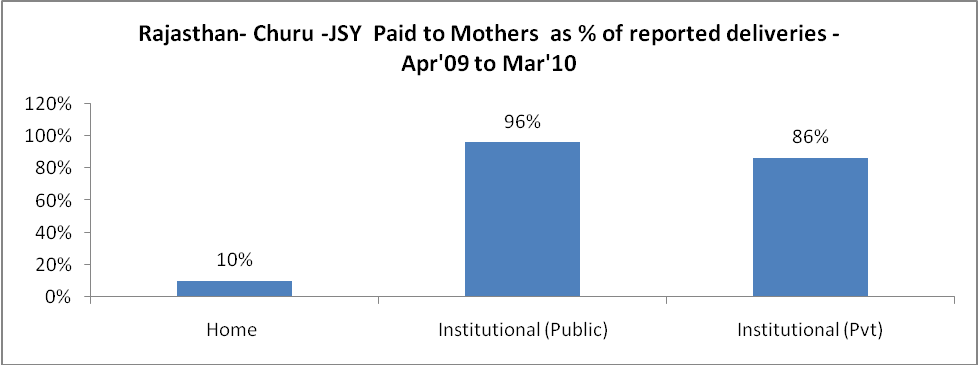 Rajasthan- Churu -JSY Paid to Mothers as % of reported deliveries -
Apr'09 to Mar'10
120%
100%
80%
60%
40%
20%
0%
10%
96%
86%
Home
Institutional (Public)
Institutional (Pvt)